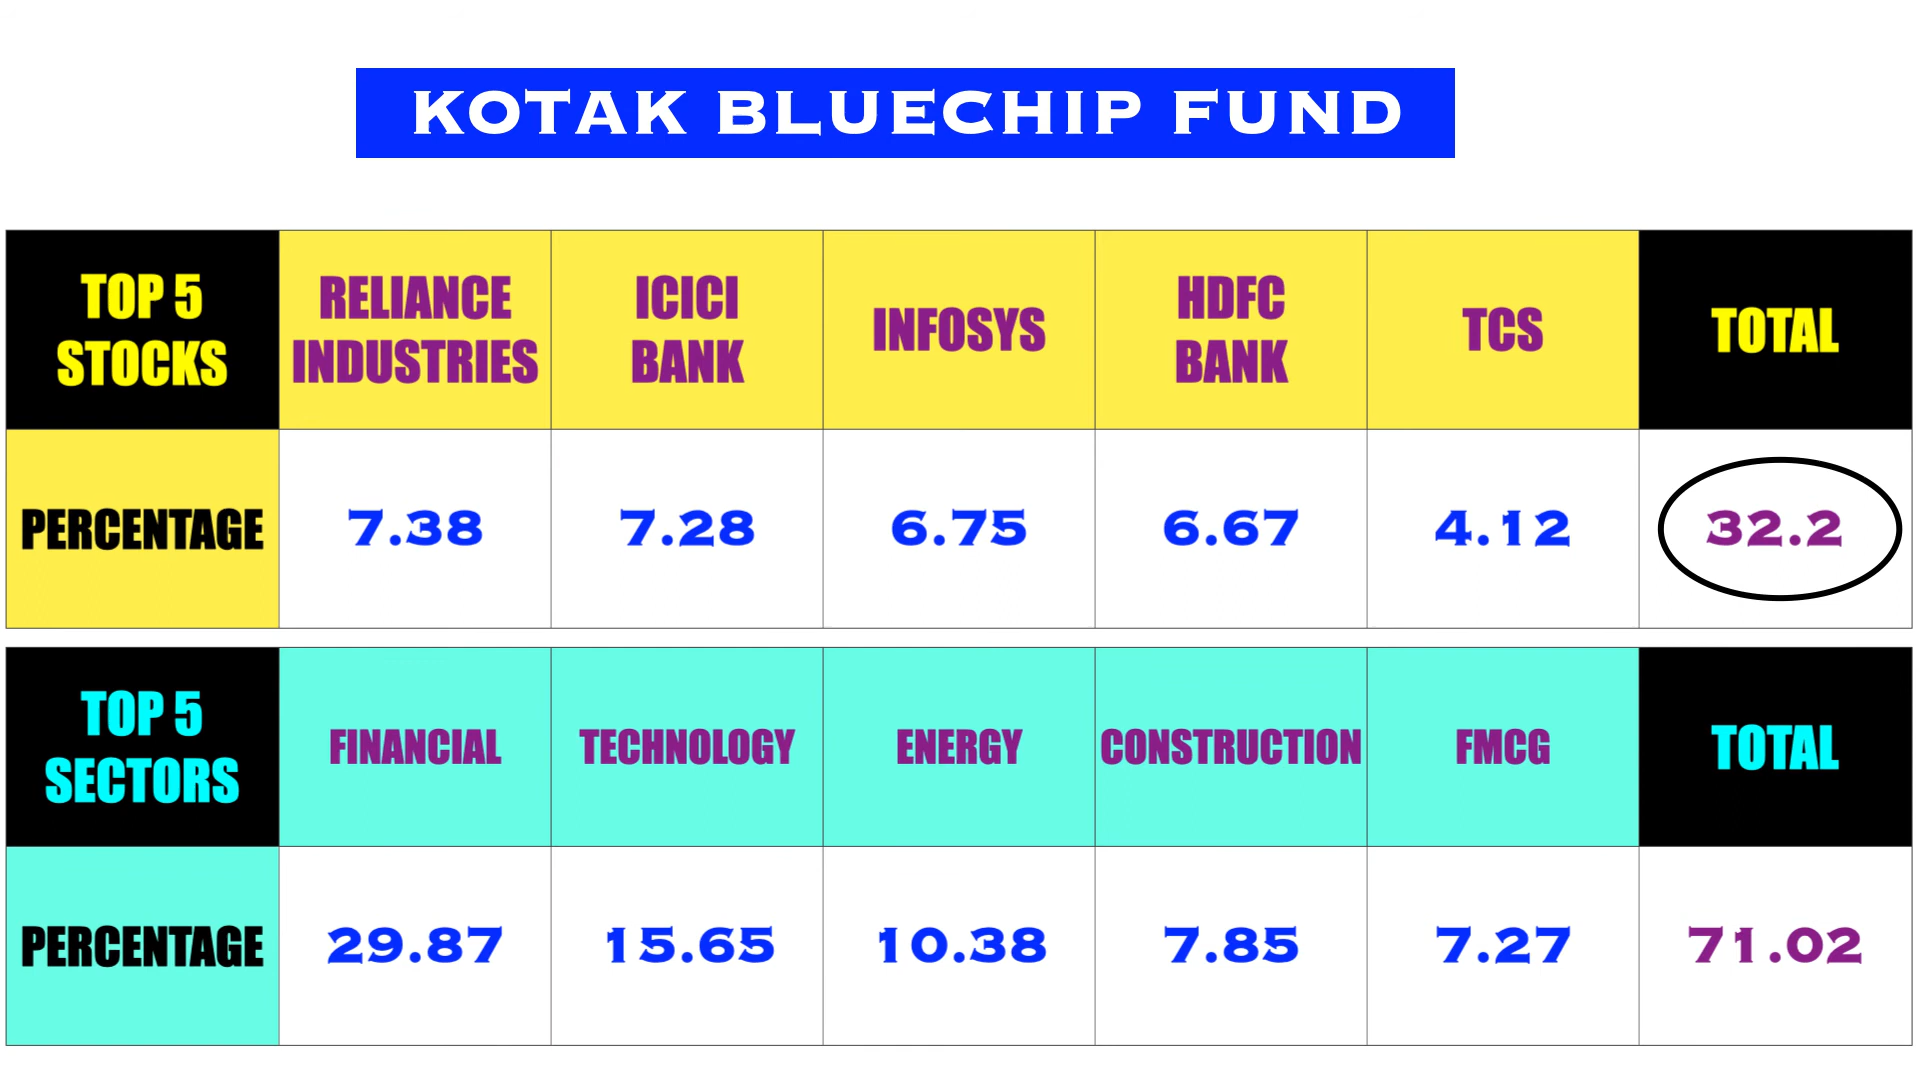 KOTAK BLUECHIP FUND
TOP 5 STOCKS RELIANCE INDUSTRIES ICICI BANK INFOSYS HDFC BANK TCS TOTAL
PERCENTAGE 7.38 7.28 6.75 6.67 4.12 32.2
TOP 5 SECTORS FINANCIAL TECHNOLOGY ENERGY CONSTRUCTION FMCG TOTAL
PERCENTAGE 29.87 15.65 10.38 7.85 7.27 71.02